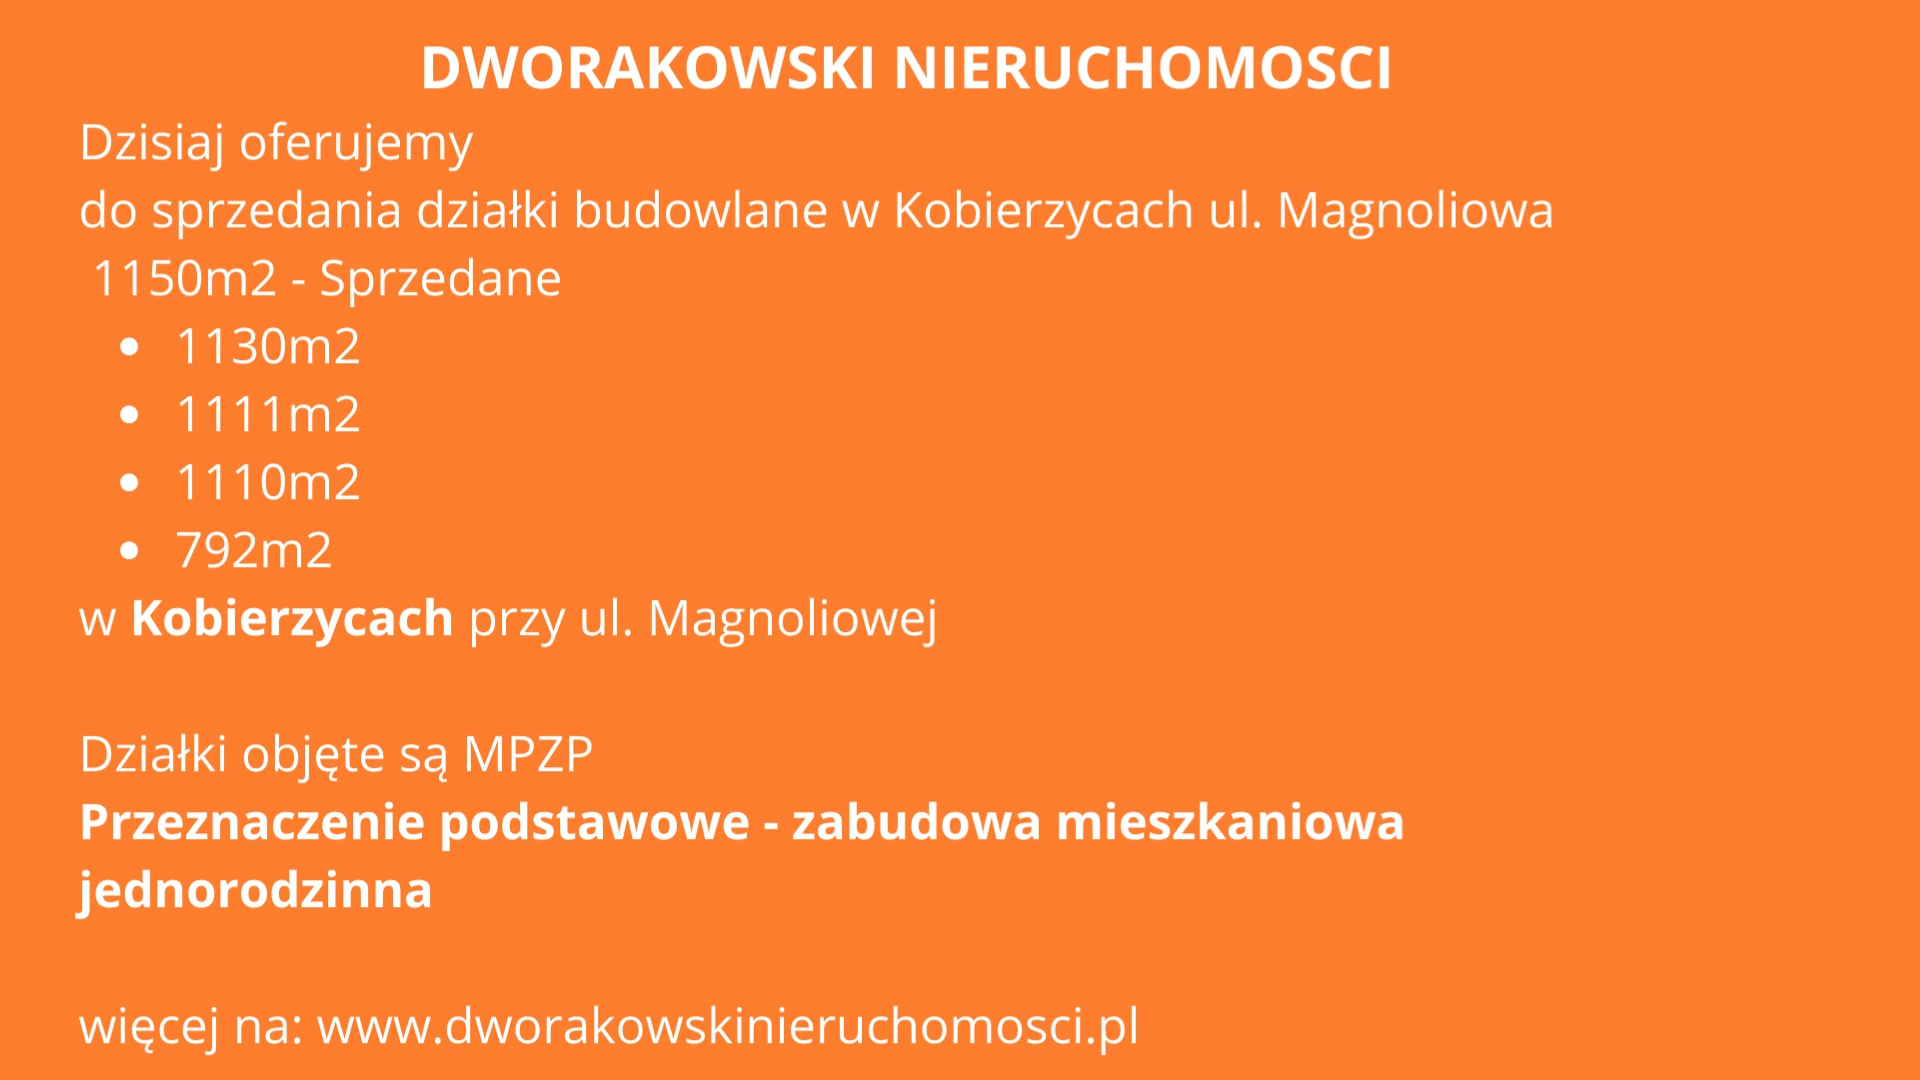 DWORAKOWSKI NIERUCHOMOSCI
Dzisiaj oferujemy
do sprzedania działki budowlane w Kobierzycach ul. Magnoliowa
1150m2 - Sprzedane
• 1130m2
• 1111m2
• 1110m2
• 792m2
w Kobierzycach przy ul. Magnoliowej
Działki objęte są MPZP
Przeznaczenie podstawowe - zabudowa mieszkaniowa
jednorodzinna
więcej na: www.dworakowskinieruchomosci.pl